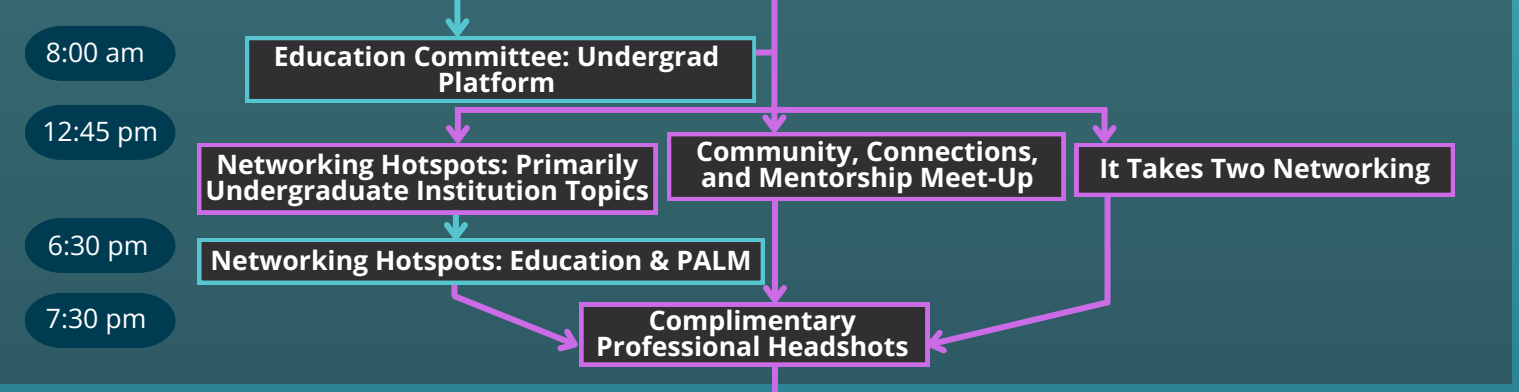 8:00 am
Education Committee: Undergrad
Platform
12:45 pm
Networking Hotspots: Primarily
Undergraduate Institution Topics
Community, Connections,
and Mentorship Meet-Up
It Takes Two Networking
6:30 pm
Networking Hotspots: Education & PALM
7:30 pm
Complimentary
Professional Headshots